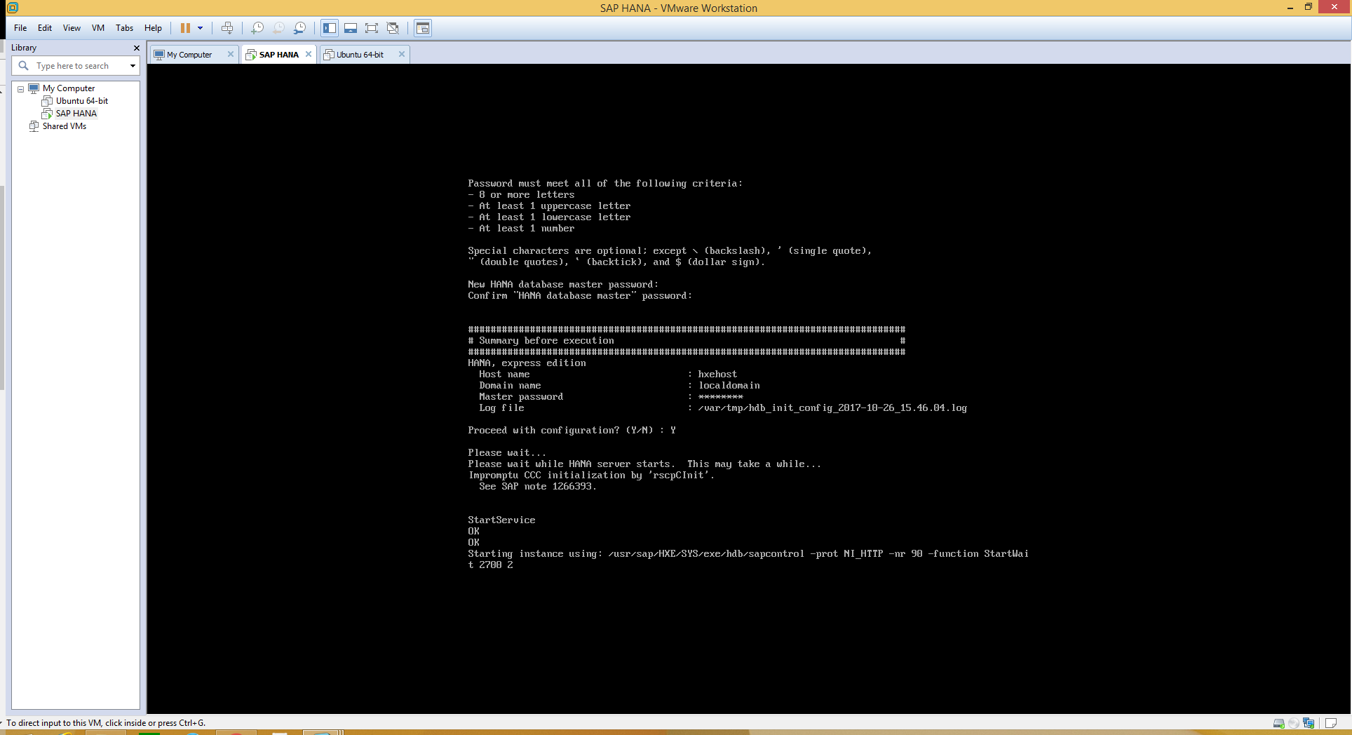 SAP HANA - VMware Workstation
File Edit View VM Tabs Help
Library
Type here to search
My Computer
Ubuntu 64-bit
SAP HANA
Shared VMs
My Computer SAP HANA Ubuntu 64-bit
Password must meet all of the following criteria:
- 8 or more letters
- At least 1 uppercase letter
- At least 1 lowercase letter
- At least 1 number
Special characters are optional; except \ (backslash), ' (single quote),
" (double quotes), ` (backtick), and $ (dollar sign).
New HANA database master password:
Confirm "HANA database master" password:
##############################################################################
# Summary before execution #
##############################################################################
HANA, express edition
Host name : hxehost
Domain name : localdomain
Master password : ********
Log file : /var/tmp/hdb_init_config_2017-10-26_15.46.04.log
Proceed with configuration? (Y/N) : Y
Please wait...
Please wait while HANA server starts. This may take a while...
Impromptu CCC initialization by 'rscpCInit'.
See SAP note 1266393.
StartService
OK
OK
Starting instance using: /usr/sap/HXE/SYS/exe/hdb/sapcontrol -prot NI_HTTP -nr 90 -function StartWai
t 2700 2
To direct input to this VM, click inside or press Ctrl+G.